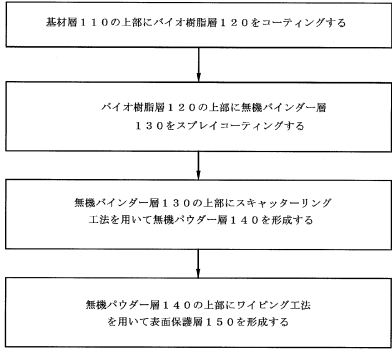 基材層１１０の上部にバイオ樹脂層１２０をコーティングする
バイオ樹脂層１２０の上部に無機バインダー層
１３０をスプレイコーティングする
無機バインダー層１３０の上部にスキャッターリング
工法を用いて無機パウダー層１４０を形成する
無機パウダー層１４０の上部にワイピング工法
を用いて表面保護層１５０を形成する